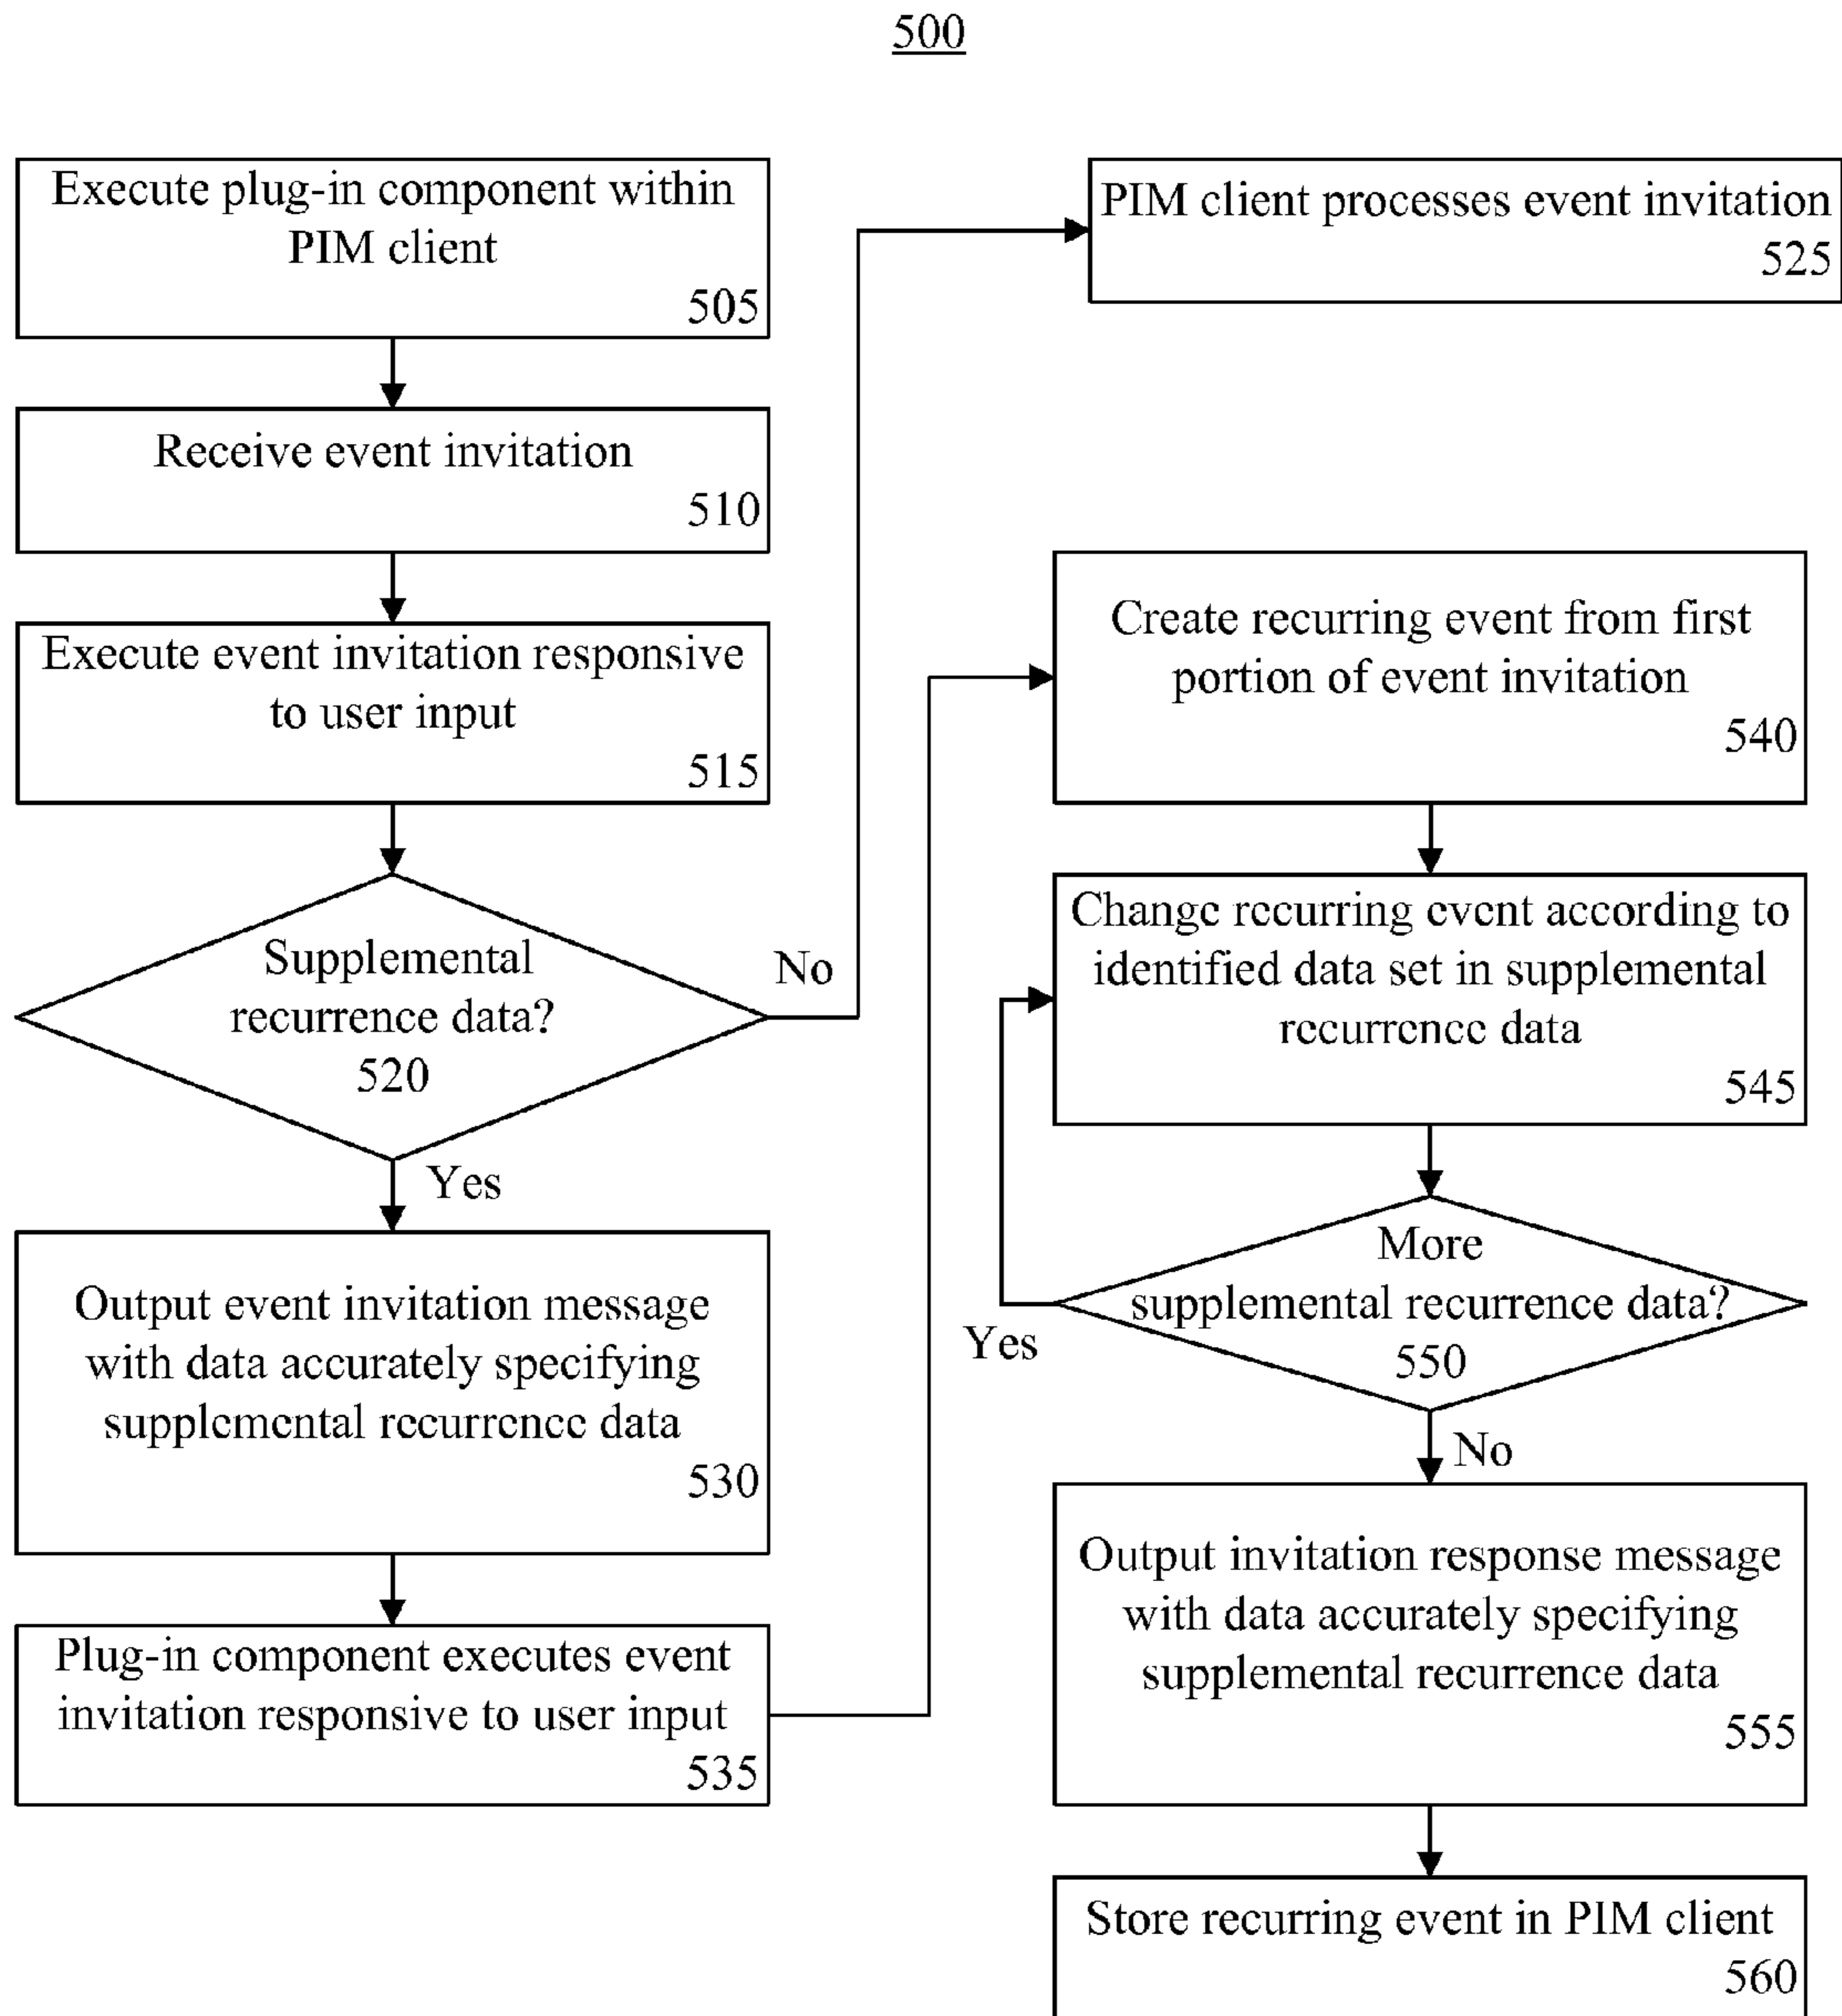 500
Execute plug-in component within
PIM client
505
Receive event invitation
510
Execute event invitation responsive
to user input
515
Supplemental
recurrence data?
520
No
Yes
PIM client processes event invitation
525
Output event invitation message
with data accurately specifying
supplemental recurrence data
530
Plug-in component executes event
invitation responsive to user input
535
Create recurring event from first
portion of event invitation
540
Change recurring event according to
identified data set in supplemental
recurrence data
545
More
supplemental recurrence data?
550
Yes
No
Output invitation response message
with data accurately specifying
supplemental recurrence data
555
Store recurring event in PIM client
560